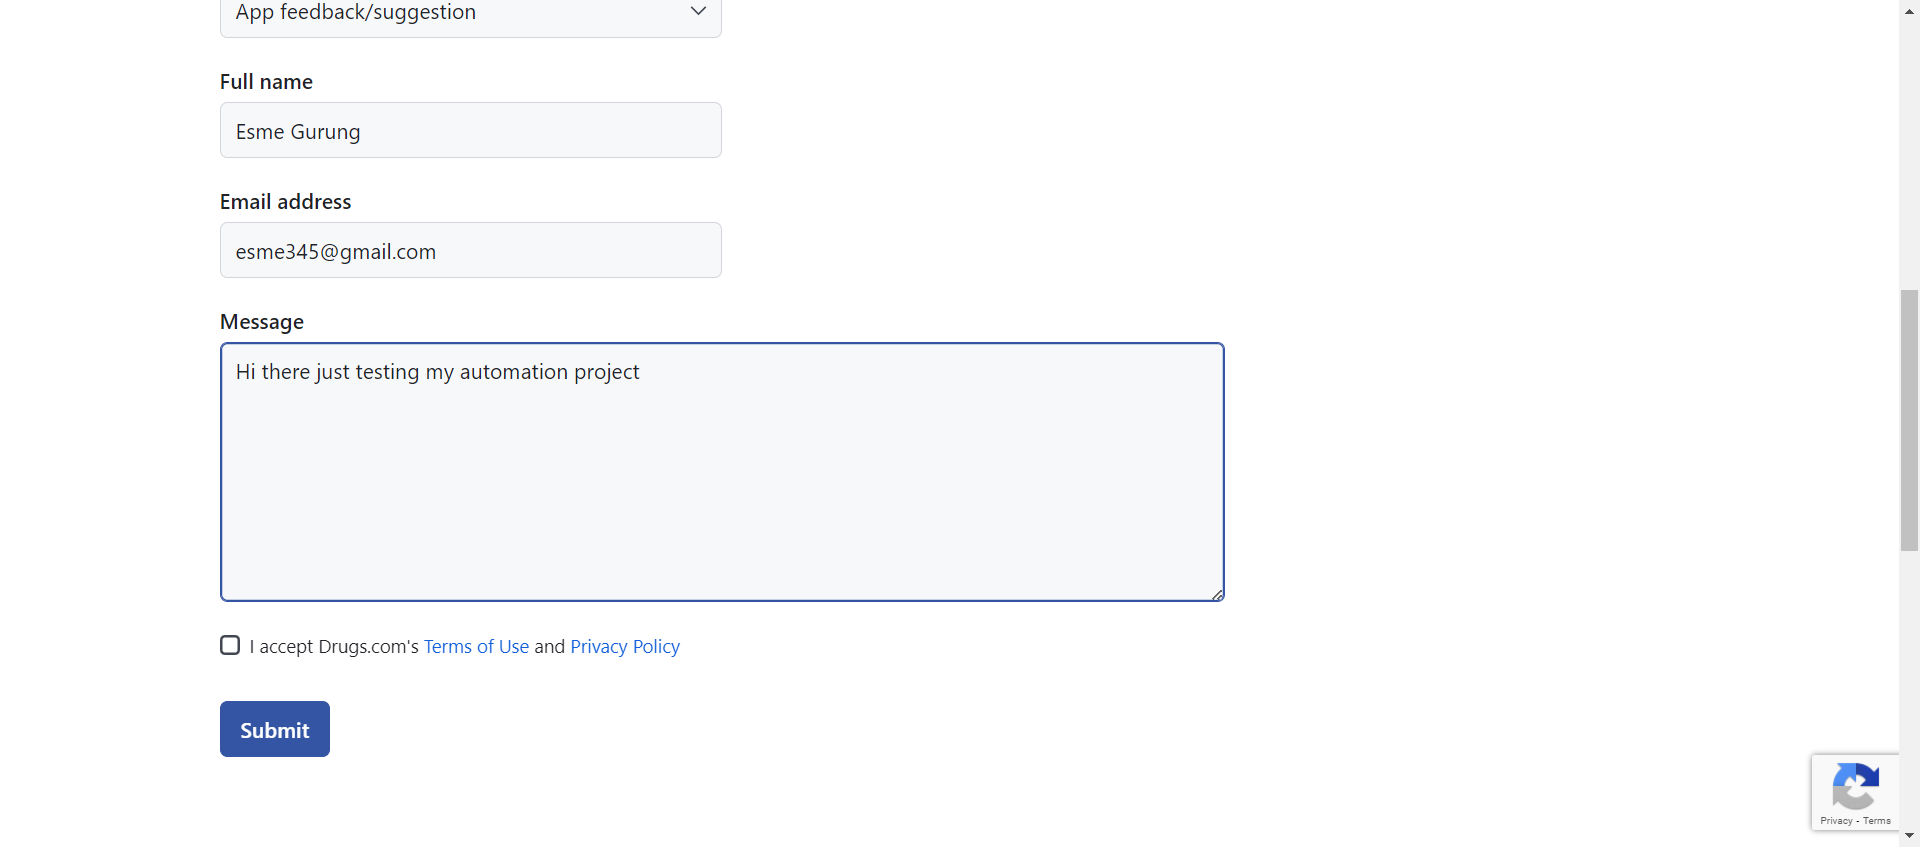 App feedback/suggestion
Full name
Esme Gurung
Email address
esme345@gmail.com
Message
Hi there just testing my automation project
I accept Drugs.com's Terms of Use and Privacy Policy
Submit
Privacy - Terms